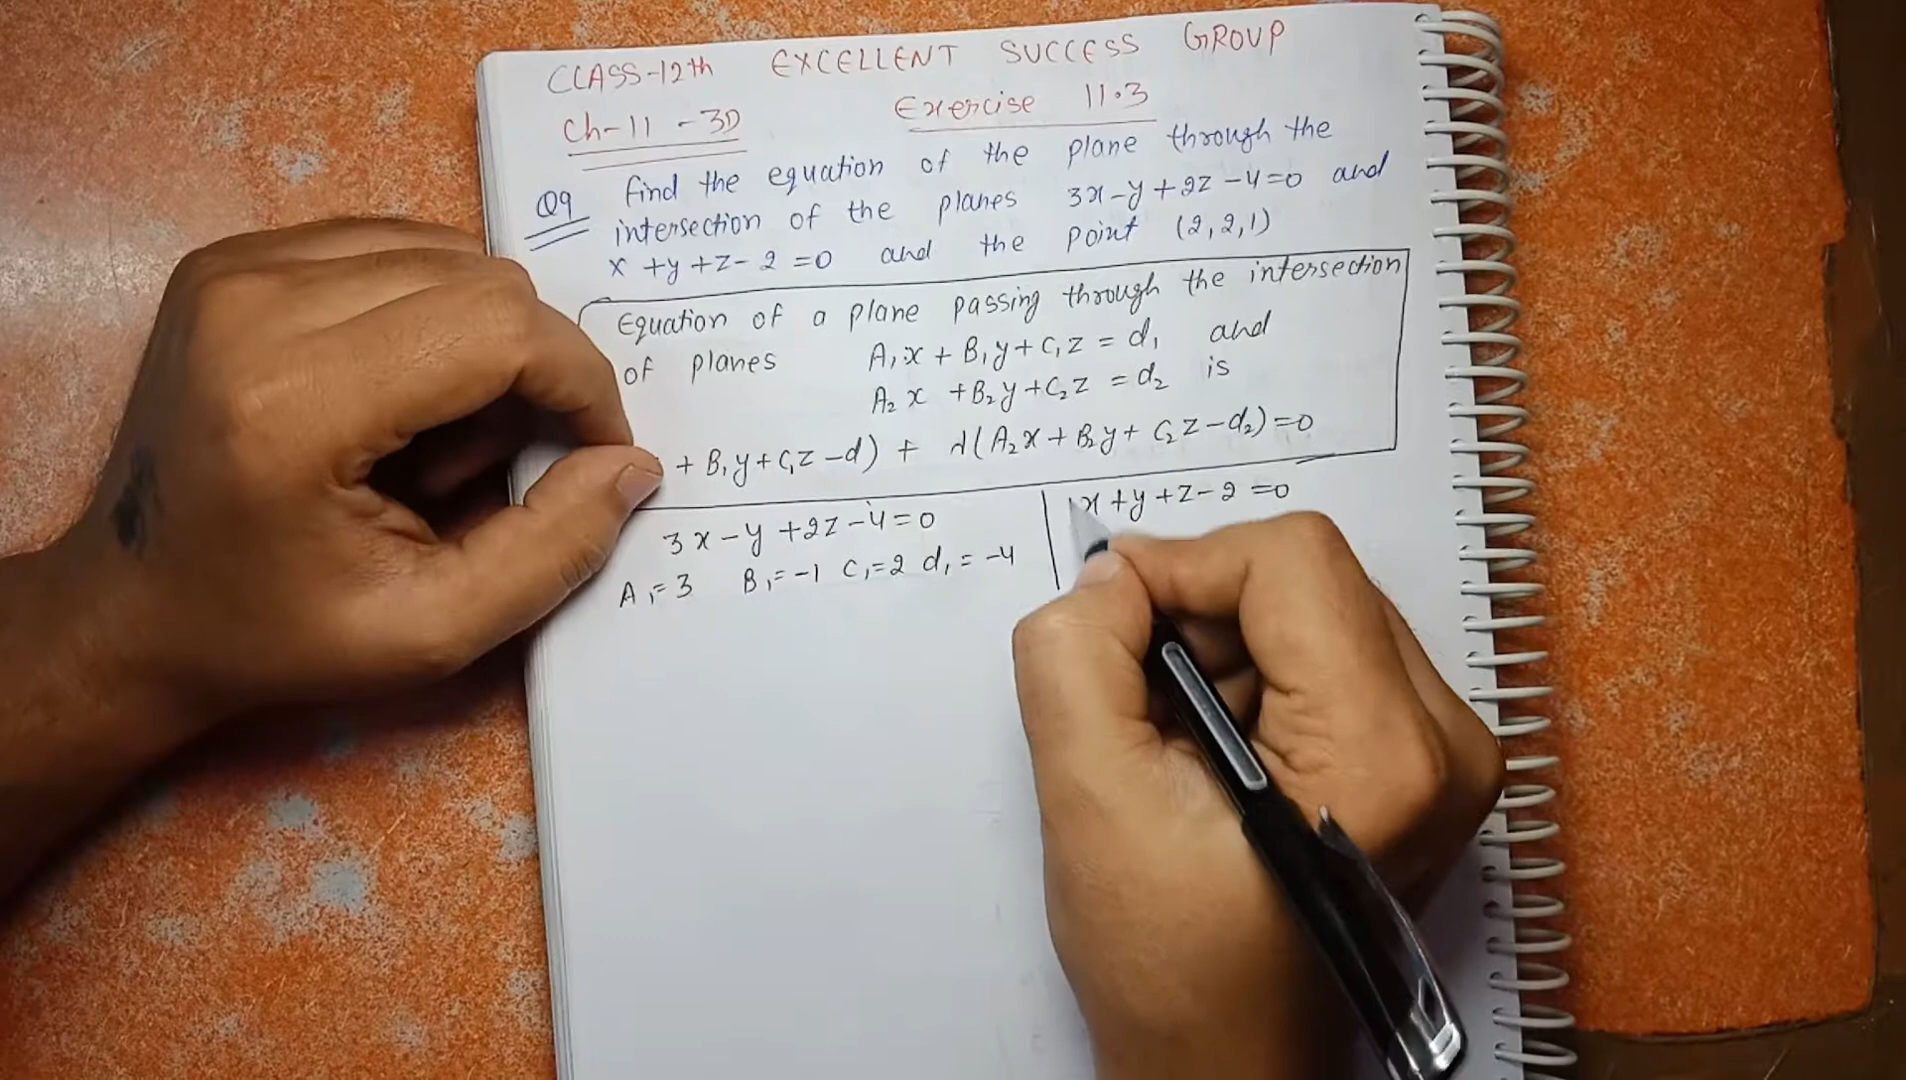 CLASS-12th EXCELLENT SUCCESS GROUP
Ch-11 -3D Exercise 11.3
Q9 Find the equation of the plane through the
intersection of the planes 3x-y+2z-4=0 and
x+y+z-2=0 and the point (2,2,1)
Equation of a plane passing through the intersection
of planes A₁x+B₁y+C₁z=d₁ and
A₂x+B₂y+C₂z=d₂ is
+B₁y+C₁z-d)+λ(A₂x+B₂y+C₂z-d₂)=0
3x-y+2z-4=0
x+y+z-2=0
A₁=3 B₁=-1 C₁=2 d₁=-4